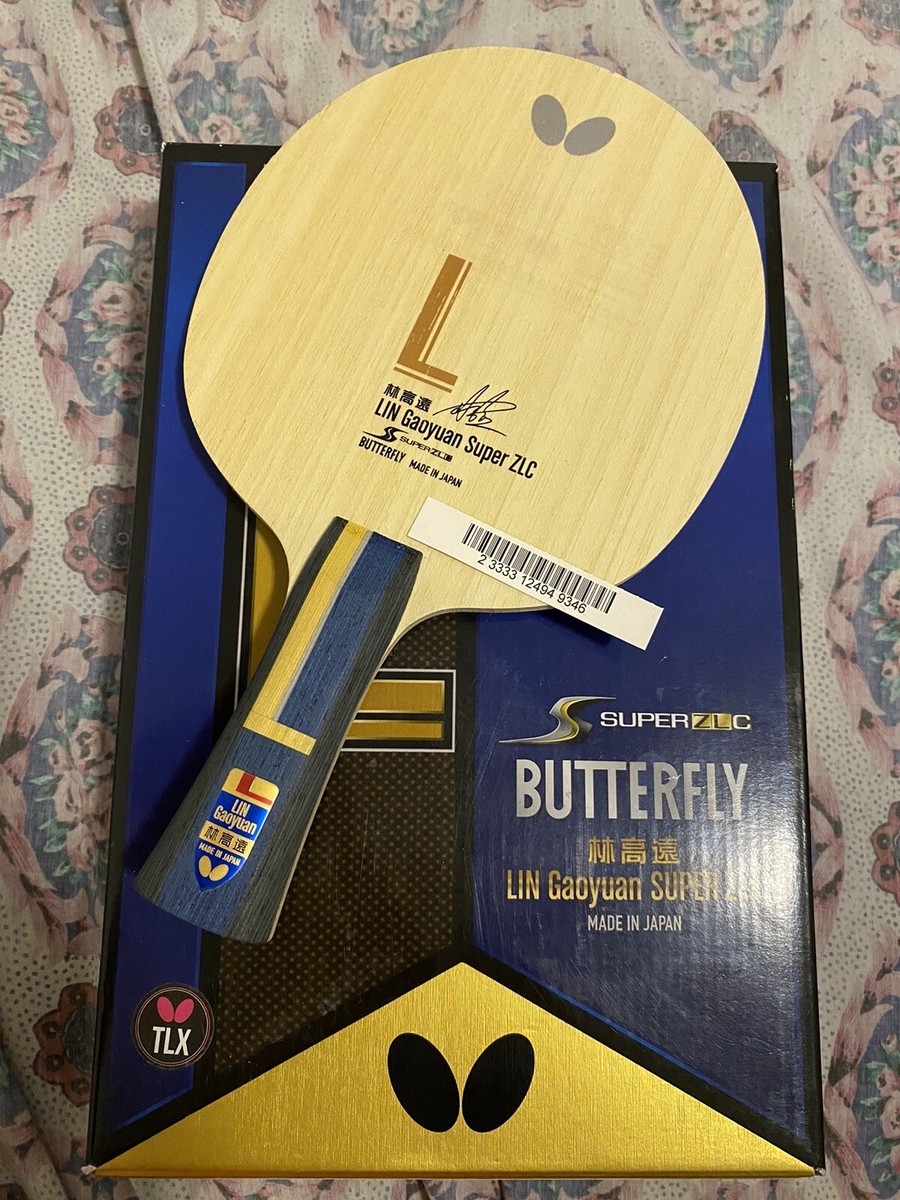 L
林高遠
LIN Gaoyuan Super ZLC
SUPER ZLC
BUTTERFLY MADE IN JAPAN
2 3333 12494 9346
L
LIN
Gaoyuan
林高遠
MADE IN JAPAN
SUPER ZLC
BUTTERFLY
林高遠
LIN Gaoyuan SUPER
MADE IN JAPAN
TLX